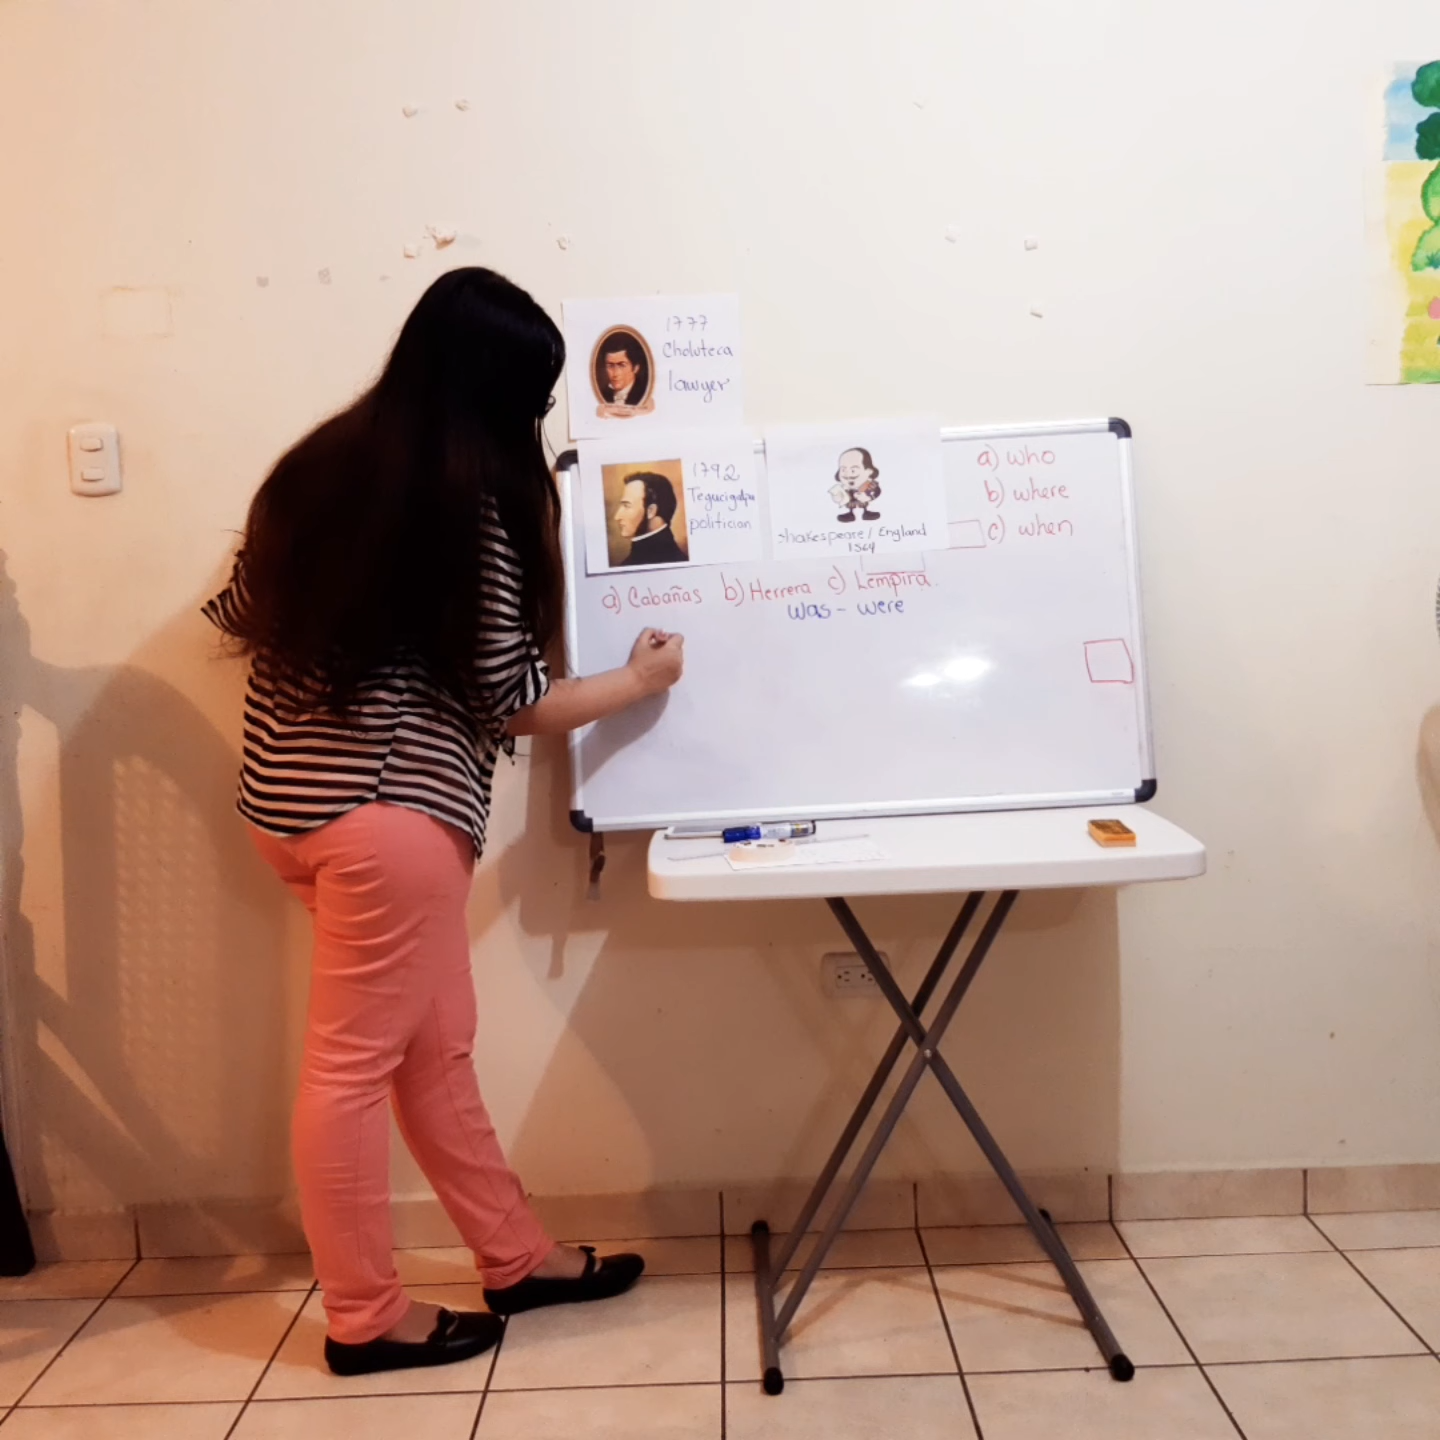 1777
Choluteca
lawyer
1792
Tegucigalpa
politician
Shakespeare / England
1564
a) who
b) where
c) when
a) Cabañas b) Herrera c) Lempira.
Was - were